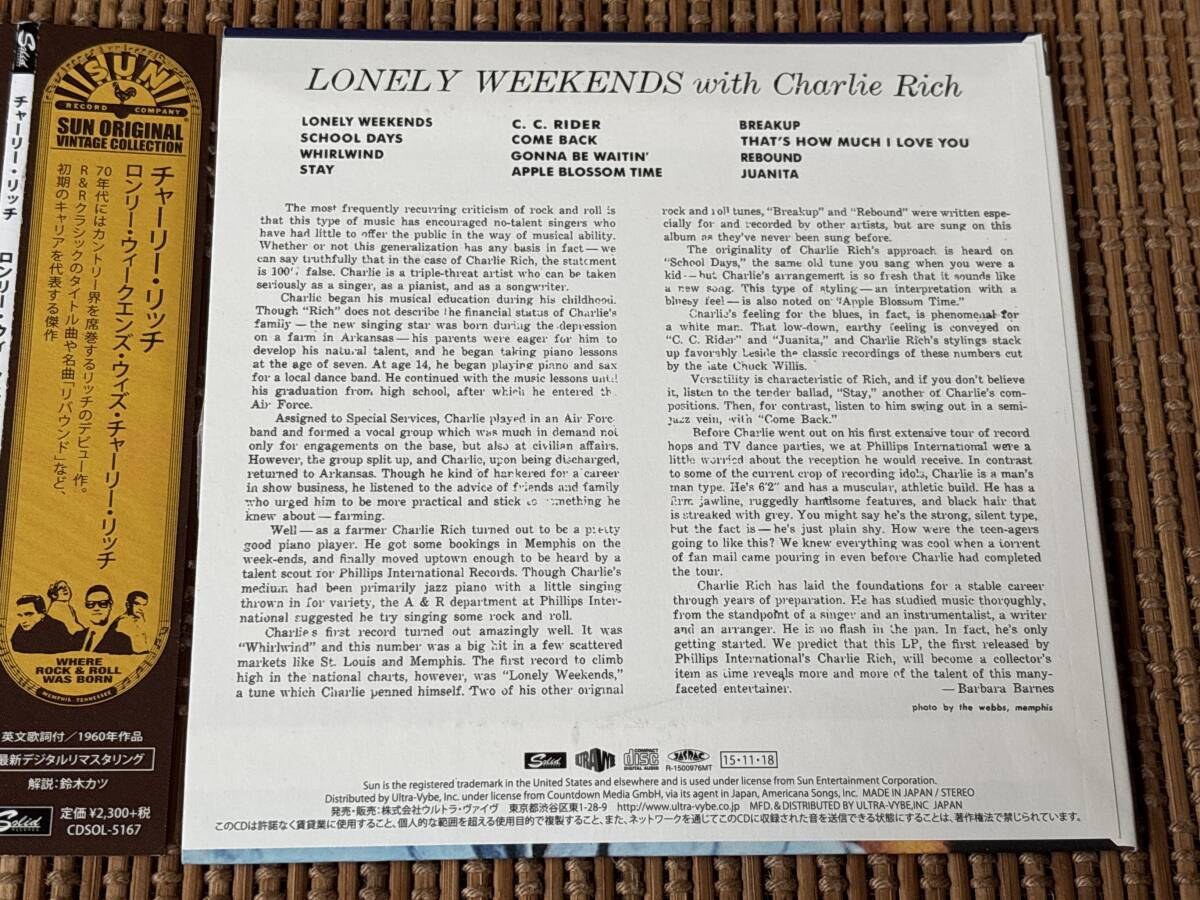 Solid
チャーリー・リッチ
SUN
RECORD COMPANY
SUN ORIGINAL
VINTAGE COLLECTION
チャーリー・リッチ
ロンリー・ウィークエンズ・ウィズ・チャーリー・リッチ
70年代にはカントリー界を席巻するリッチのデビュー作。
R&Rクラシックのタイトル曲や名曲「リバウンド」など、
初期のキャリアを代表する傑作
WHERE
ROCK & ROLL
WAS BORN
MEMPHIS, TENNESSEE
英文歌詞付/1960年作品
最新デジタルリマスタリング
解説:鈴木カツ
Solid
RECORDS
定価 ¥2,300+税
CDSOL-5167
LONELY WEEKENDS with Charlie Rich
LONELY WEEKENDS
SCHOOL DAYS
WHIRLWIND
STAY
C. C. RIDER
COME BACK
GONNA BE WAITIN'
APPLE BLOSSOM TIME
BREAKUP
THAT'S HOW MUCH I LOVE YOU
REBOUND
JUANITA
The most frequently recurring criticism of rock and roll is
that this type of music has encouraged no-talent singers who
have had little to offer the public in the way of musical ability.
Whether or not this generalization has any basis in fact — we
can say truthfully that in the case of Charlie Rich, the statement
is 100% false. Charlie is a triple-threat artist who can be taken
seriously as a singer, as a pianist, and as a songwriter.
Charlie began his musical education during his childhood.
Though "Rich" does not describe the financial status of Charlie's
family — the new singing star was born during the depression
on a farm in Arkansas — his parents were eager for him to
develop his natural talent, and he began taking piano lessons
at the age of seven. At age 14, he began playing piano and sax
for a local dance band. He continued with the music lessons until
his graduation from high school, after which he entered th
Air Force.
Assigned to Special Services, Charlie played in an Air Forc
band and formed a vocal group which was much in demand not
only for engagements on the base, but also at civilian affairs.
However, the group split up, and Charlie, upon being discharged,
returned to Arkansas. Though he kind of harkered for a career
in show business, he listened to the advice of friends and family
who urged him to be more practical and stick to something he
knew about — farming.
Well — as a farmer Charlie Rich turned out to be a pretty
good piano player. He got some bookings in Memphis on the
week-ends, and finally moved uptown enough to be heard by a
talent scout for Phillips International Records. Though Charlie's
medium had been primarily jazz piano with a little singing
thrown in for variety, the A & R department at Phillips Inter-
national suggested he try singing some rock and roll.
Charlie s first record turned out amazingly well. It was
"Whirlwind" and this number was a big hit in a few scattered
markets like St. Louis and Memphis. The first record to climb
high in the national charts, however, was "Lonely Weekends,"
a tune which Charlie penned himself. Two of his other original
rock and roll tunes, "Breakup" and "Rebound" were written espe-
cially for and recorded by other artists, but are sung on this
album as they've never been sung before.
The originality of Charlie Rich's approach is heard on
"School Days," the same old tune you sang when you were a
kid — but Charlie's arrangement is so fresh that it sounds like
a new song. This type of styling — an interpretation with a
bluesy feel — is also noted on "Apple Blossom Time."
Charlie's feeling for the blues, in fact, is phenomenal for
a white man. That low-down, earthy feeling is conveyed on
"C. C. Rider" and "Juanita," and Charlie Rich's stylings stack
up favorably beside the classic recordings of these numbers cut
by the late Chuck Willis.
Versatility is characteristic of Rich, and if you don't believe
it, listen to the tender ballad, "Stay," another of Charlie's com-
positions. Then, for contrast, listen to him swing out in a semi-
jazz vein, with "Come Back."
Before Charlie went out on his first extensive tour of record
hops and TV dance parties, we at Phillips International were a
little worried about the reception he would receive. In contrast
to some of the current crop of recording idols, Charlie is a man's
man type. He's 6'2" and has a muscular, athletic build. He has a
firm jawline, ruggedly handsome features, and black hair that
is streaked with grey. You might say he's the strong, silent type,
but the fact is — he's just plain shy. How were the teen-agers
going to like this? We knew everything was cool when a torrent
of fan mail came pouring in even before Charlie had completed
the tour.
Charlie Rich has laid the foundations for a stable career
through years of preparation. He has studied music thoroughly,
from the standpoint of a singer and an instrumentalist, a writer
and an arranger. He is no flash in the pan. In fact, he's only
getting started. We predict that this LP, the first released by
Phillips International's Charlie Rich, will become a collector's
item as time reveals more and more of the talent of this many-
faceted entertainer. — Barbara Barnes
photo by the webbs, memphis
Solid ULTRA-VYBE COMPACT disc DIGITAL AUDIO JASRAC R-1500976MT 15·11·18
Sun is the registered trademark in the United States and elsewhere and is used under license from Sun Entertainment Corporation.
Distributed by Ultra-Vybe, Inc. under license from Countdown Media GmbH, via its agent in Japan, Americana Songs, Inc. MADE IN JAPAN / STEREO
発売・販売:株式会社ウルトラ・ヴァイヴ 東京都渋谷区東1-28-9 http://www.ultra-vybe.co.jp MFD. & DISTRIBUTED BY ULTRA-VYBE,INC JAPAN
このCDは許諾なく賃貸業に使用すること、個人的な範囲を超える使用目的で複製すること、また、ネットワークを通じてこのCDに収録された音を送信できる状態にすることは、著作権法で禁じられています。